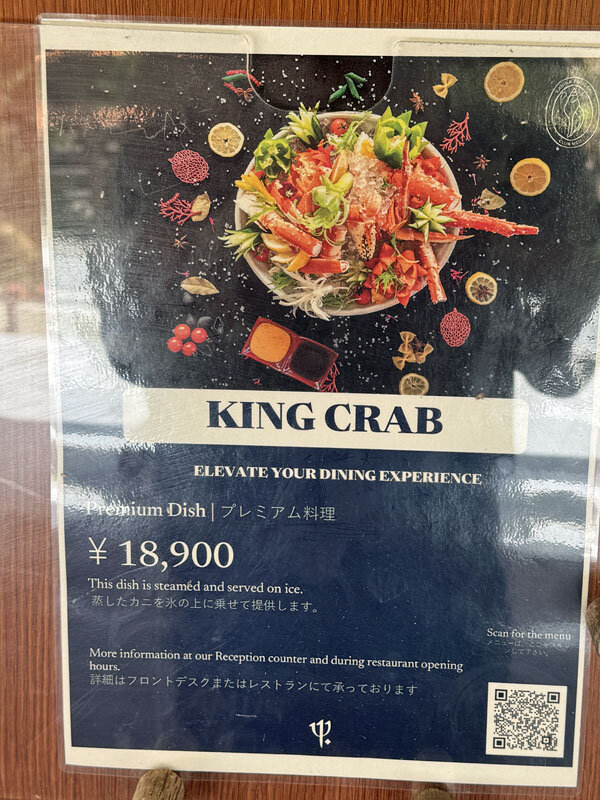 KING CRAB
ELEVATE YOUR DINING EXPERIENCE
Premium Dish | プレミアム料理
¥ 18,900
This dish is steamed and served on ice.
蒸したカニを氷の上に乗せて提供します。
Scan for the menu
More information at our Reception counter and during restaurant opening
hours.
詳細はフロントデスクまたはレストランにて承っております